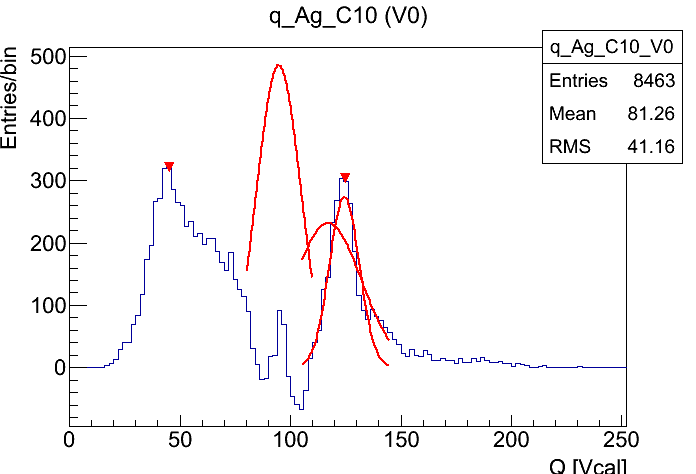 q_Ag_C10 (V0)
q_Ag_C10_V0
Entries 8463
Mean 81.26
RMS 41.16
Entries/bin
500
400
300
200
100
0
0 50 100 150 200 250
Q [Vcal]